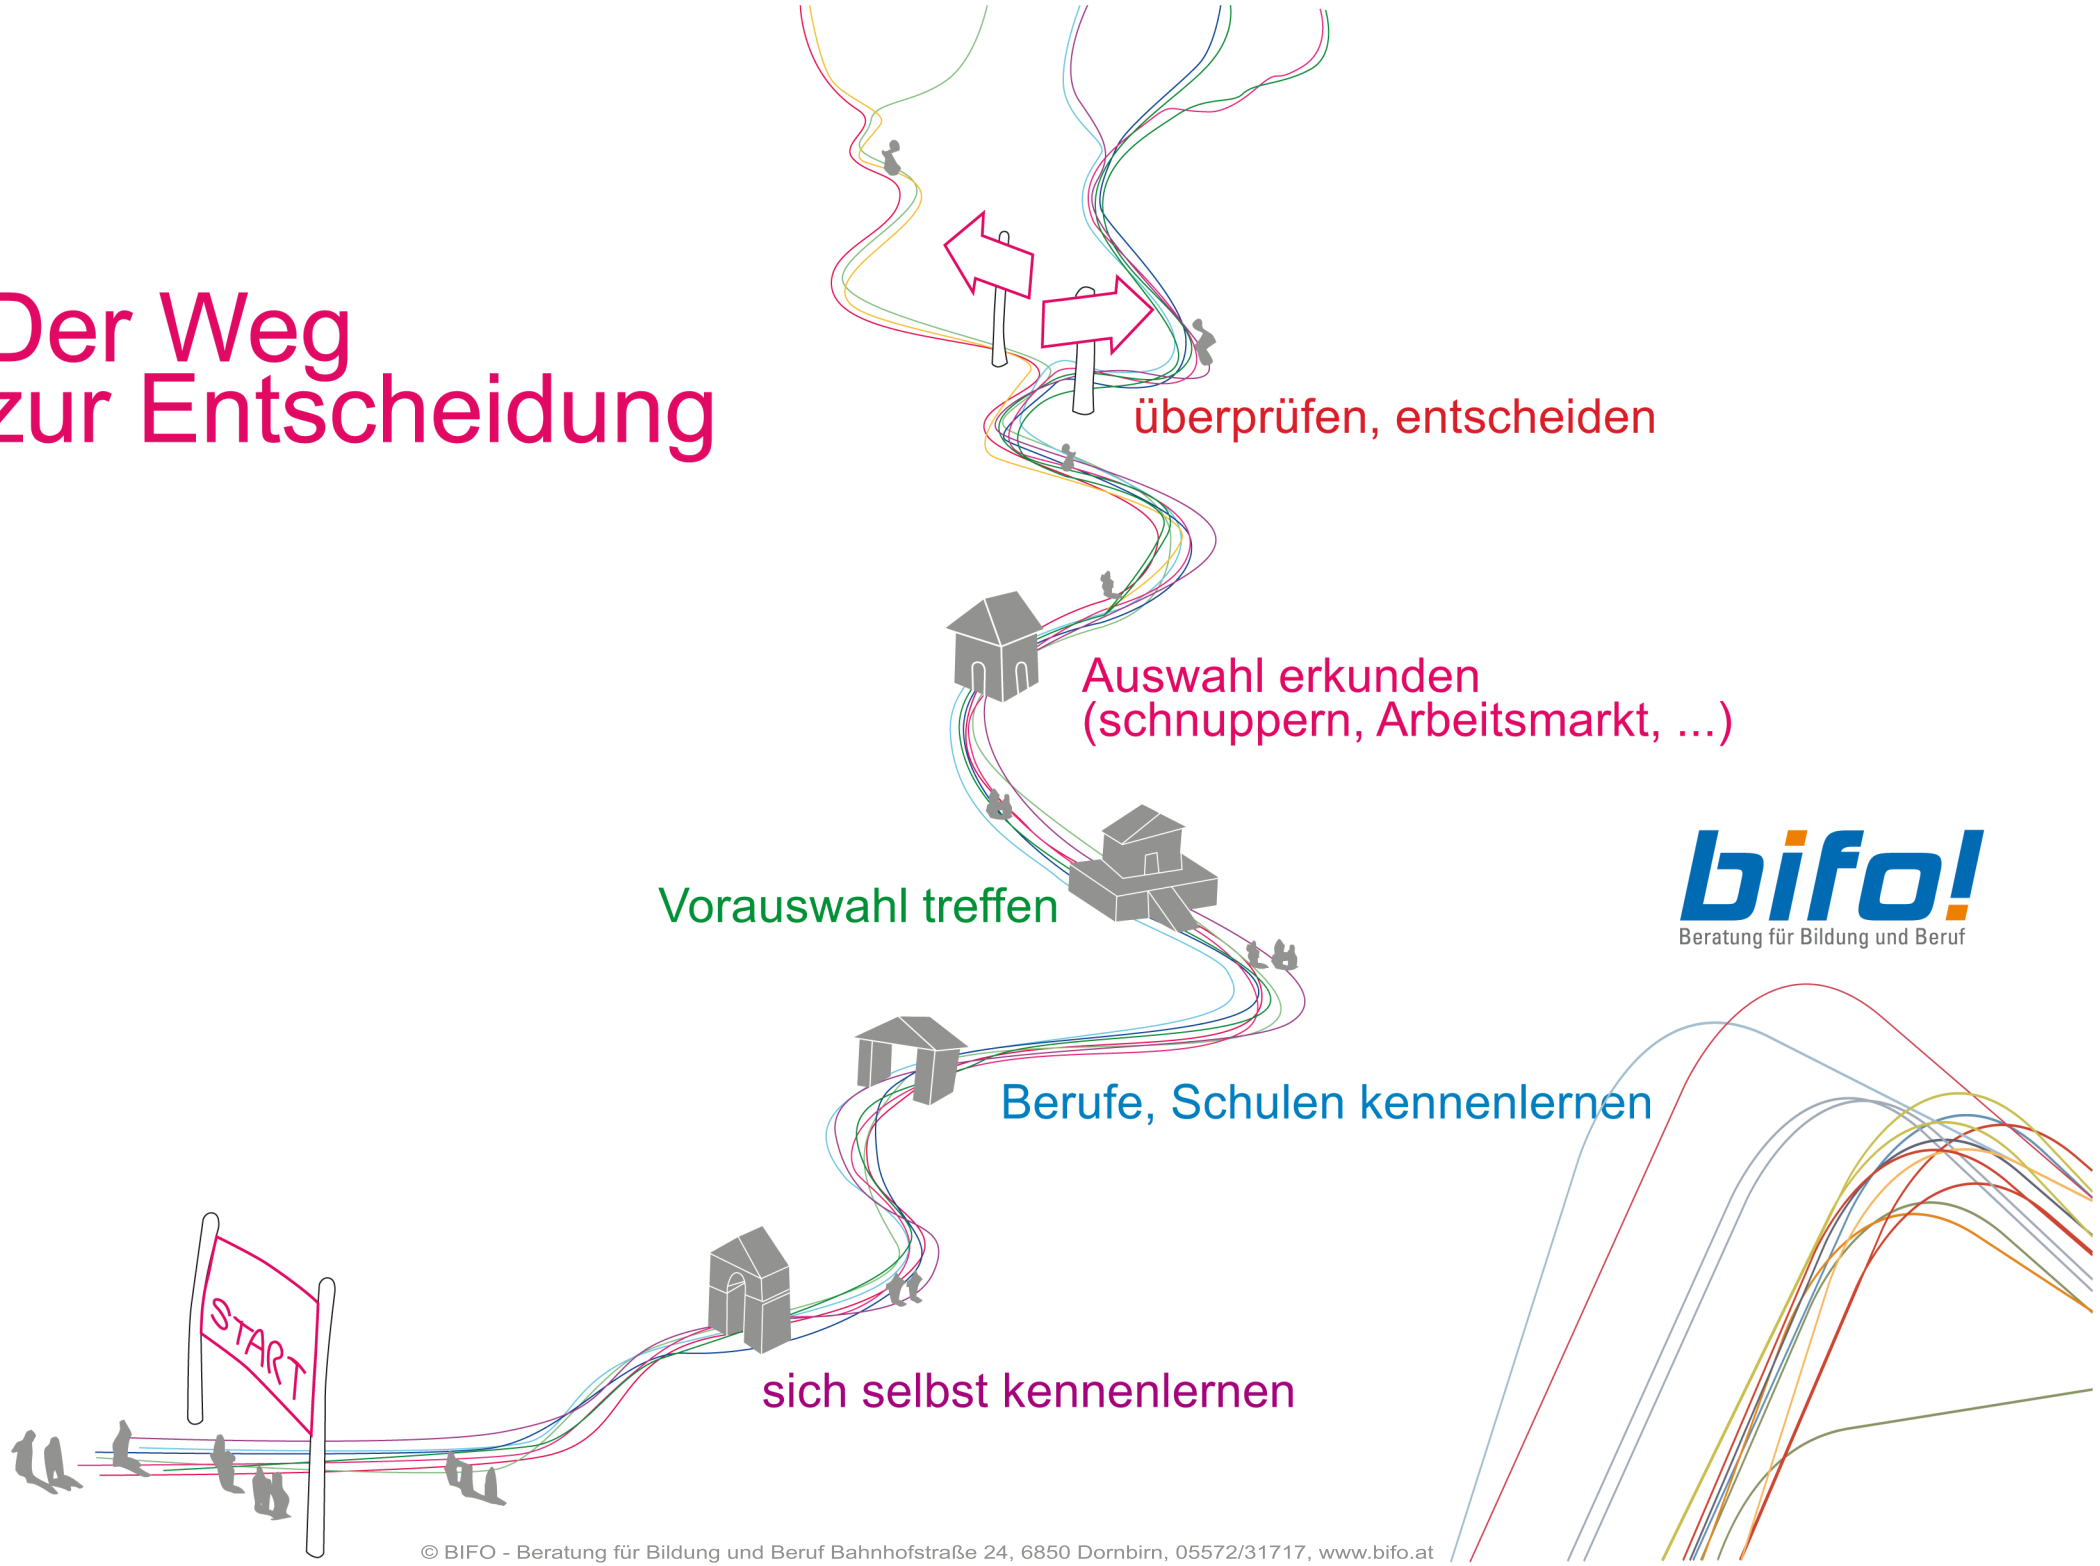 Der Weg
zur Entscheidung
überprüfen, entscheiden
Auswahl erkunden
(schnuppern, Arbeitsmarkt, ...)
Vorauswahl treffen
bifo!
Beratung für Bildung und Beruf
Berufe, Schulen kennenlernen
START
sich selbst kennenlernen
© BIFO - Beratung für Bildung und Beruf Bahnhofstraße 24, 6850 Dornbirn, 05572/31717, www.bifo.at